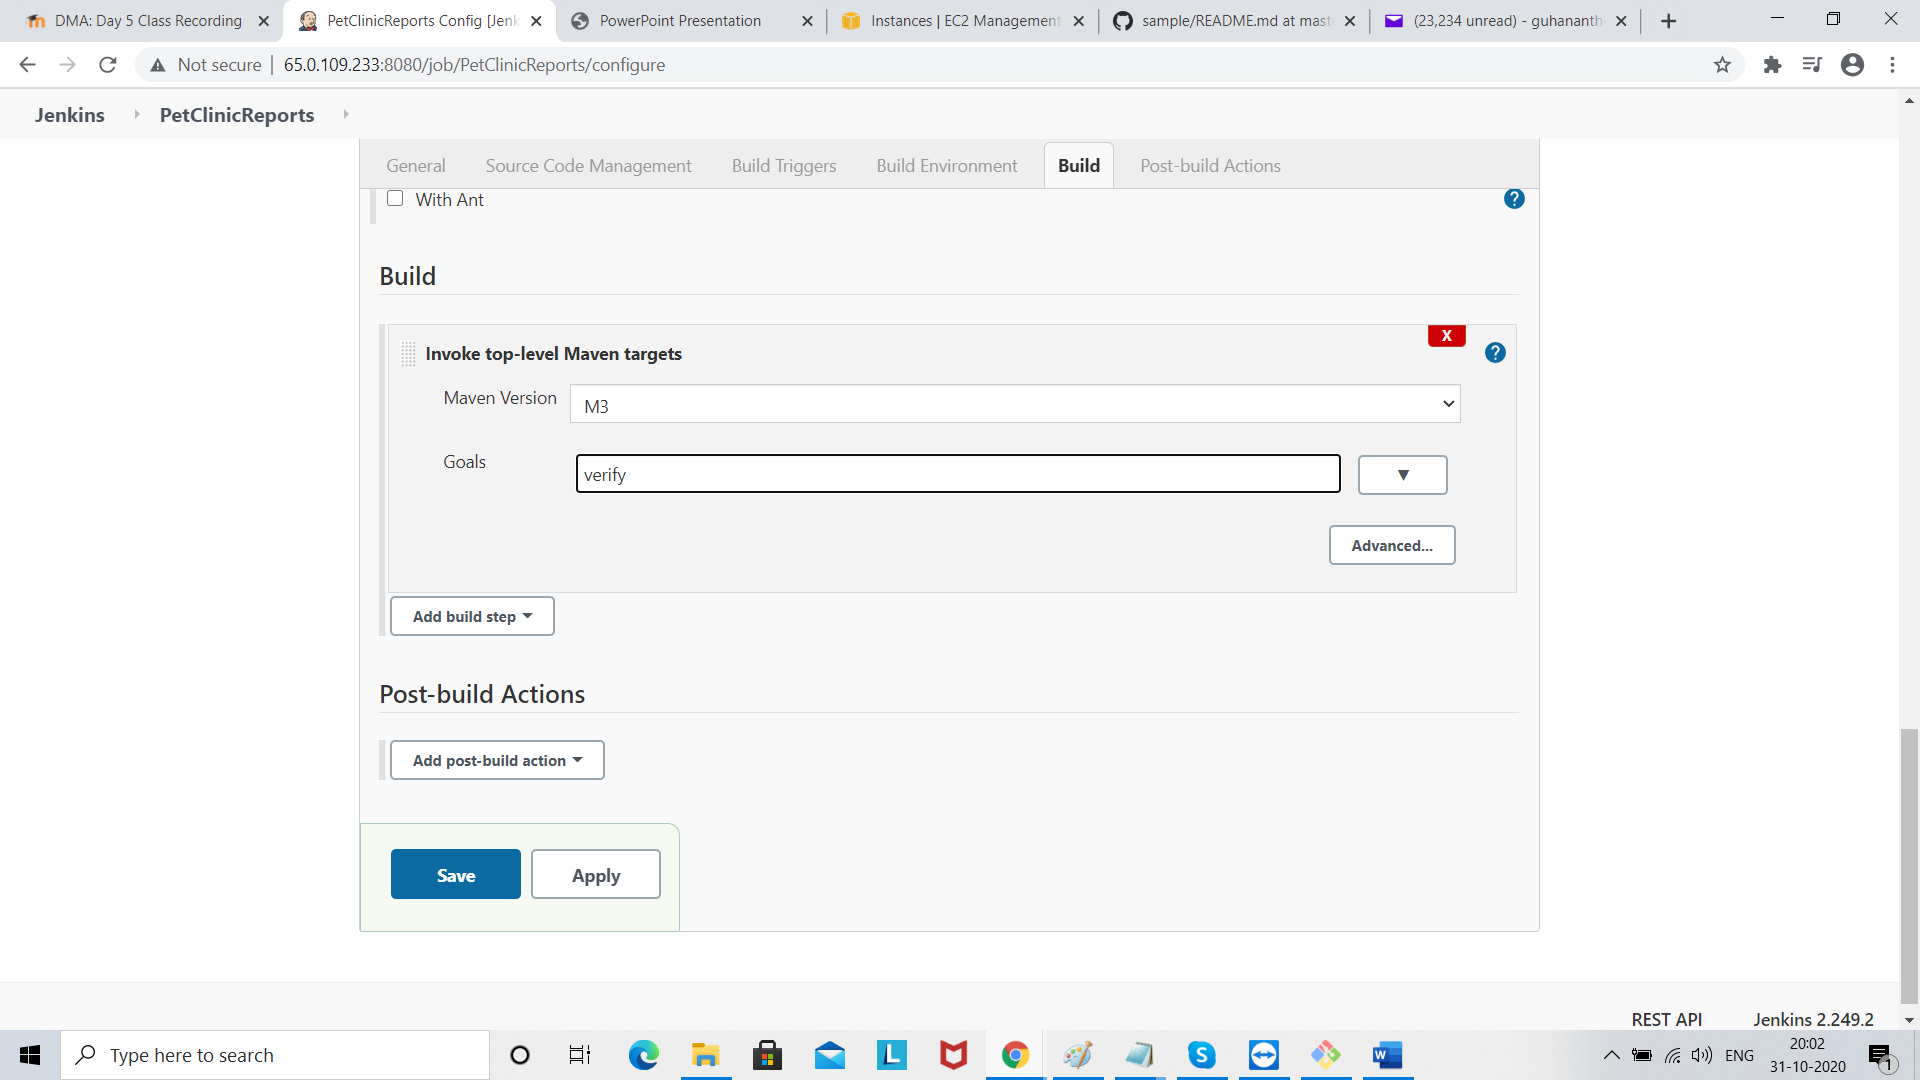 DMA: Day 5 Class Recording
PetClinicReports Config [Jenk
PowerPoint Presentation
Instances | EC2 Management
sample/README.md at mast
(23,234 unread) - guhananth
Not secure
65.0.109.233:8080/job/PetClinicReports/configure
Jenkins
PetClinicReports
General
Source Code Management
Build Triggers
Build Environment
Build
Post-build Actions
With Ant
?
Build
X
Invoke top-level Maven targets
?
Maven Version
M3
Goals
verify
Advanced...
Add build step
Post-build Actions
Add post-build action
Save
Apply
REST API
Jenkins 2.249.2
Type here to search
L
S
W
ENG
20:02
31-10-2020
1